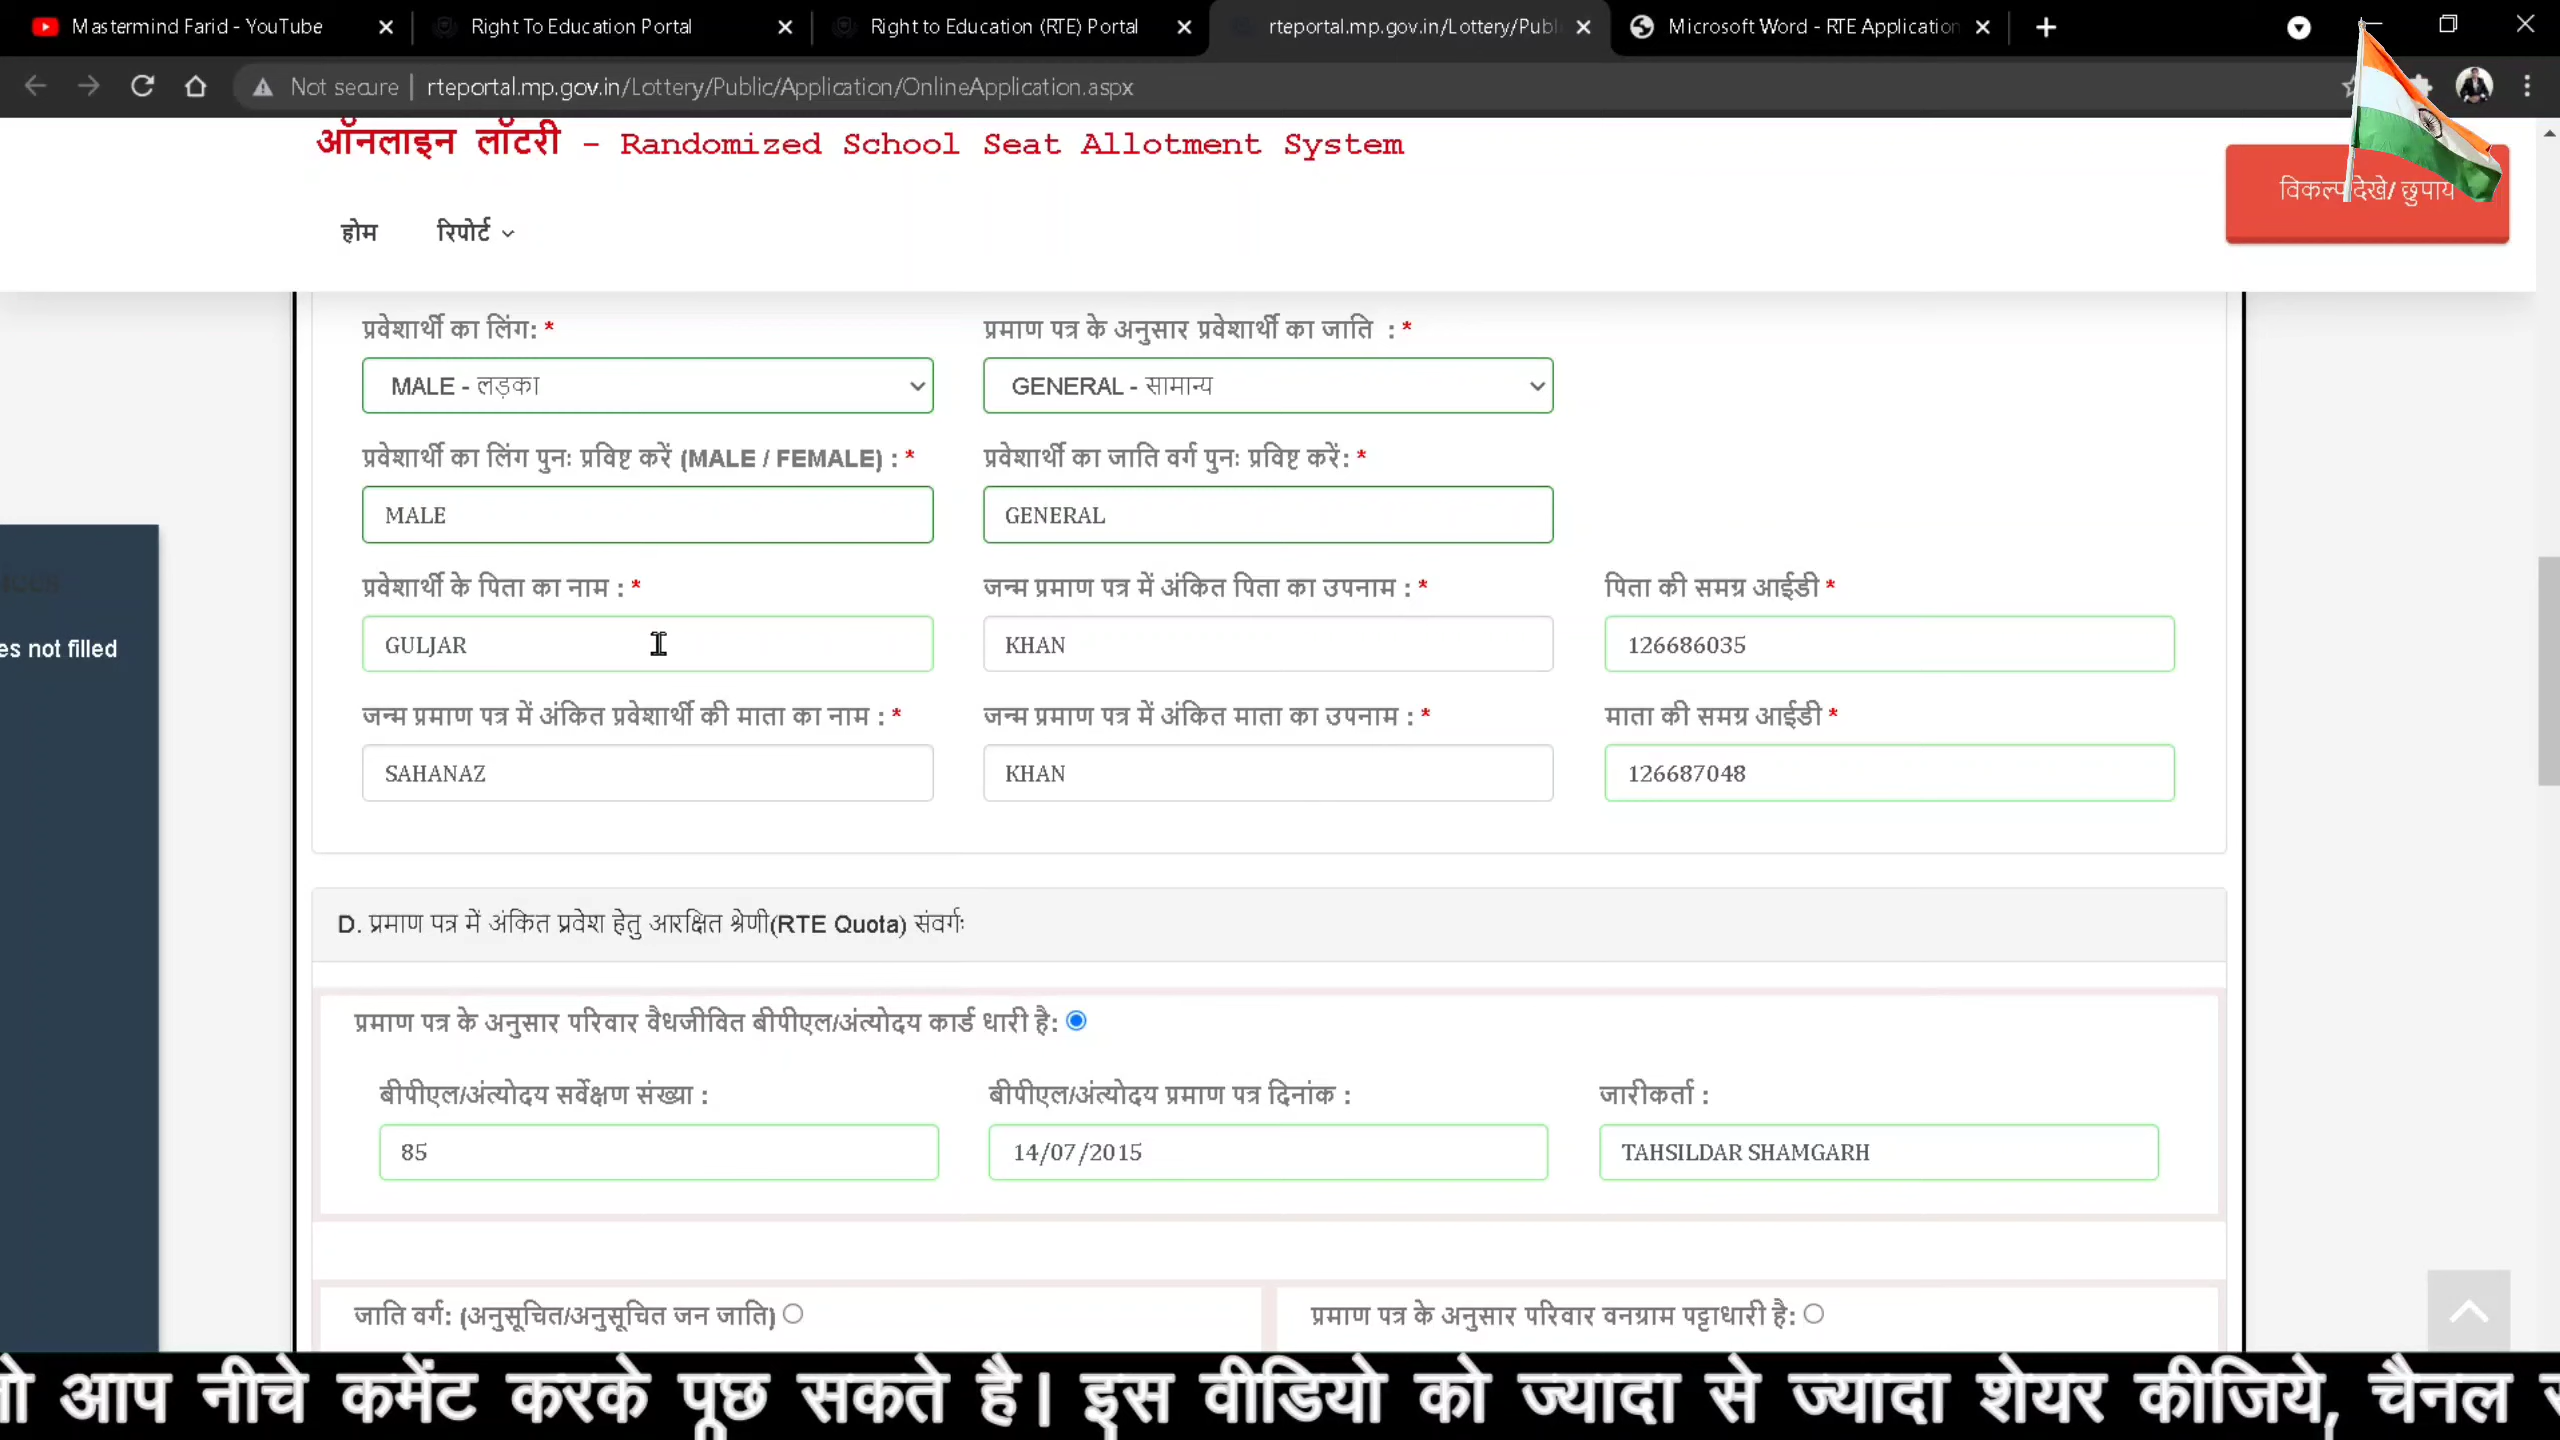 Mastermind Farid - YouTube
Right To Education Portal
Right to Education (RTE) Portal
rteportal.mp.gov.in/Lottery/Publ
Microsoft Word - RTE Application
Not secure
rteportal.mp.gov.in/Lottery/Public/Application/OnlineApplication.aspx
ऑनलाइन लॉटरी - Randomized School Seat Allotment System
विकल्प देखे/ छुपाये
होम
रिपोर्ट
प्रवेशार्थी का लिंग: *
प्रमाण पत्र के अनुसार प्रवेशार्थी का जाति : *
MALE - लड़का
GENERAL - सामान्य
प्रवेशार्थी का लिंग पुनः प्रविष्ट करें (MALE / FEMALE) : *
प्रवेशार्थी का जाति वर्ग पुनः प्रविष्ट करें: *
MALE
GENERAL
प्रवेशार्थी के पिता का नाम : *
जन्म प्रमाण पत्र में अंकित पिता का उपनाम : *
पिता की समग्र आईडी *
GULJAR
KHAN
126686035
es not filled
जन्म प्रमाण पत्र में अंकित प्रवेशार्थी की माता का नाम : *
जन्म प्रमाण पत्र में अंकित माता का उपनाम : *
माता की समग्र आईडी *
SAHANAZ
KHAN
126687048
D. प्रमाण पत्र में अंकित प्रवेश हेतु आरक्षित श्रेणी(RTE Quota) संवर्गः
प्रमाण पत्र के अनुसार परिवार वैधजीवित बीपीएल/अंत्योदय कार्ड धारी है:
बीपीएल/अंत्योदय सर्वेक्षण संख्या :
बीपीएल/अंत्योदय प्रमाण पत्र दिनांक :
जारीकर्ता :
85
14/07/2015
TAHSILDAR SHAMGARH
जाति वर्ग: (अनुसूचित/अनुसूचित जन जाति)
प्रमाण पत्र के अनुसार परिवार वनग्राम पट्टाधारी है:
आप नीचे कमेंट करके पूछ सकते है। इस वीडियो को ज्यादा से ज्यादा शेयर कीजिये, चैनल